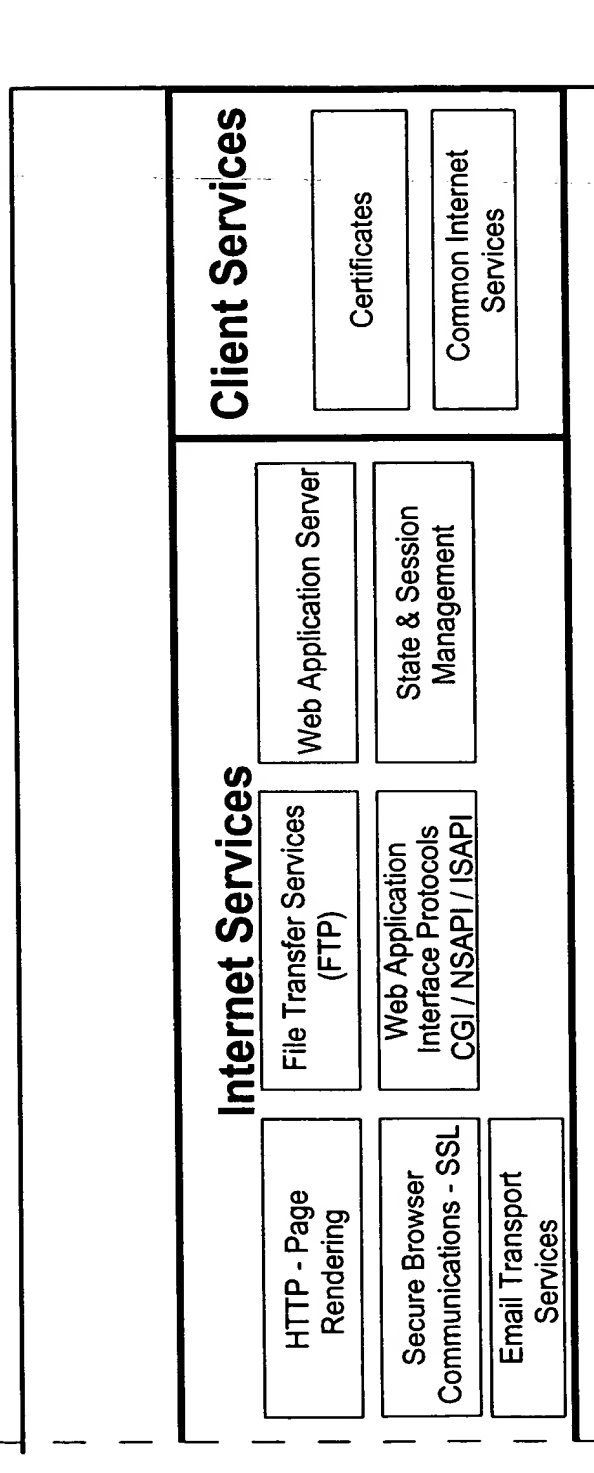 Internet Services
HTTP - Page
Rendering
File Transfer Services
(FTP)
Web Application Server
Secure Browser
Communications - SSL
Web Application
Interface Protocols
CGI / NSAPI / ISAPI
State & Session
Management
Email Transport
Services
Client Services
Certificates
Common Internet
Services